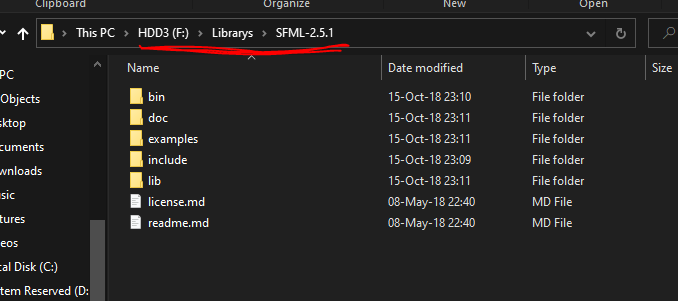 Clipboard Organize New Open
This PC > HDD3 (F:) > Librarys > SFML-2.5.1
Name Date modified Type Size
PC
bin 15-Oct-18 23:10 File folder
Objects
doc 15-Oct-18 23:11 File folder
sktop
examples 15-Oct-18 23:11 File folder
cuments
include 15-Oct-18 23:09 File folder
wnloads
lib 15-Oct-18 23:11 File folder
sic
license.md 08-May-18 22:40 MD File
tures
readme.md 08-May-18 22:40 MD File
eos
cal Disk (C:)
stem Reserved (D: